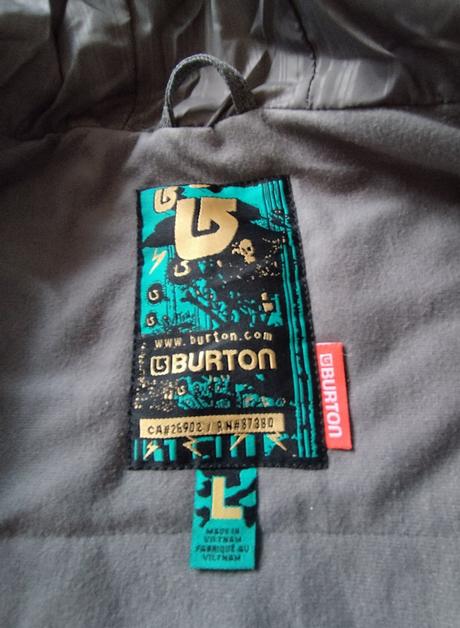 www.burton.com
BURTON
BURTON
CA#26902 / RN#87380
L
MADE IN
VIETNAM
FABRIQUÉ AU
VIETNAM